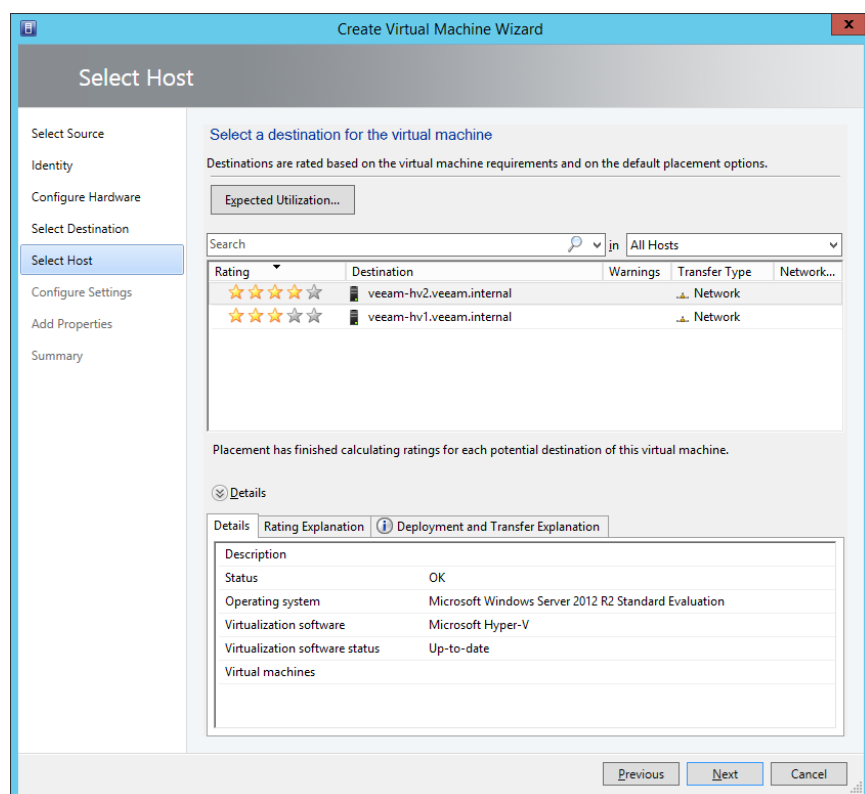 Create Virtual Machine Wizard
x
Select Host
Select Source
Identity
Configure Hardware
Select Destination
Select Host
Configure Settings
Add Properties
Summary
Select a destination for the virtual machine
Destinations are rated based on the virtual machine requirements and on the default placement options.
Expected Utilization...
Search in All Hosts
Rating Destination Warnings Transfer Type Network...
veeam-hv2.veeam.internal Network
veeam-hv1.veeam.internal Network
Placement has finished calculating ratings for each potential destination of this virtual machine.
Details
Details Rating Explanation Deployment and Transfer Explanation
Description
Status OK
Operating system Microsoft Windows Server 2012 R2 Standard Evaluation
Virtualization software Microsoft Hyper-V
Virtualization software status Up-to-date
Virtual machines
Previous Next Cancel